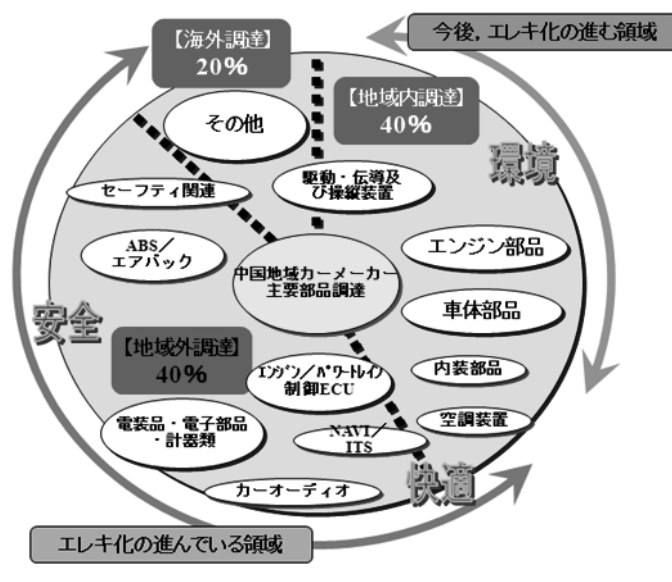 今後，エレキ化の進む領域
【海外調達】
20%
【地域内調達】
40%
その他
環境
セーフティ関連
駆動・伝導及
び操縦装置
ABS／
エアバック
エンジン部品
中国地域カーメーカー
主要部品調達
車体部品
安全
【地域外調達】
40%
ｴﾝｼﾞﾝ／ﾊﾟﾜｰﾄﾚｲﾝ
制御ECU
内装部品
電装品・電子部品
・計器類
NAVI／
ITS
空調装置
快適
カーオーディオ
エレキ化の進んでいる領域